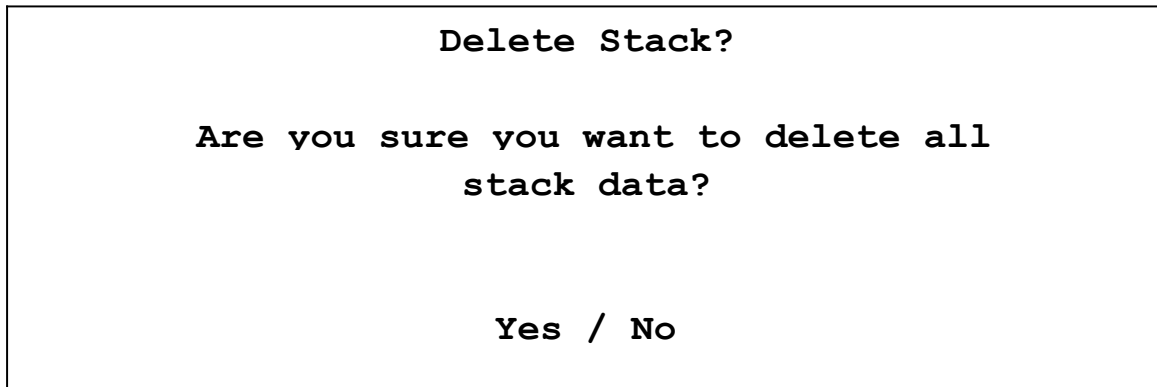 Delete Stack?
Are you sure you want to delete all
stack data?
Yes / No